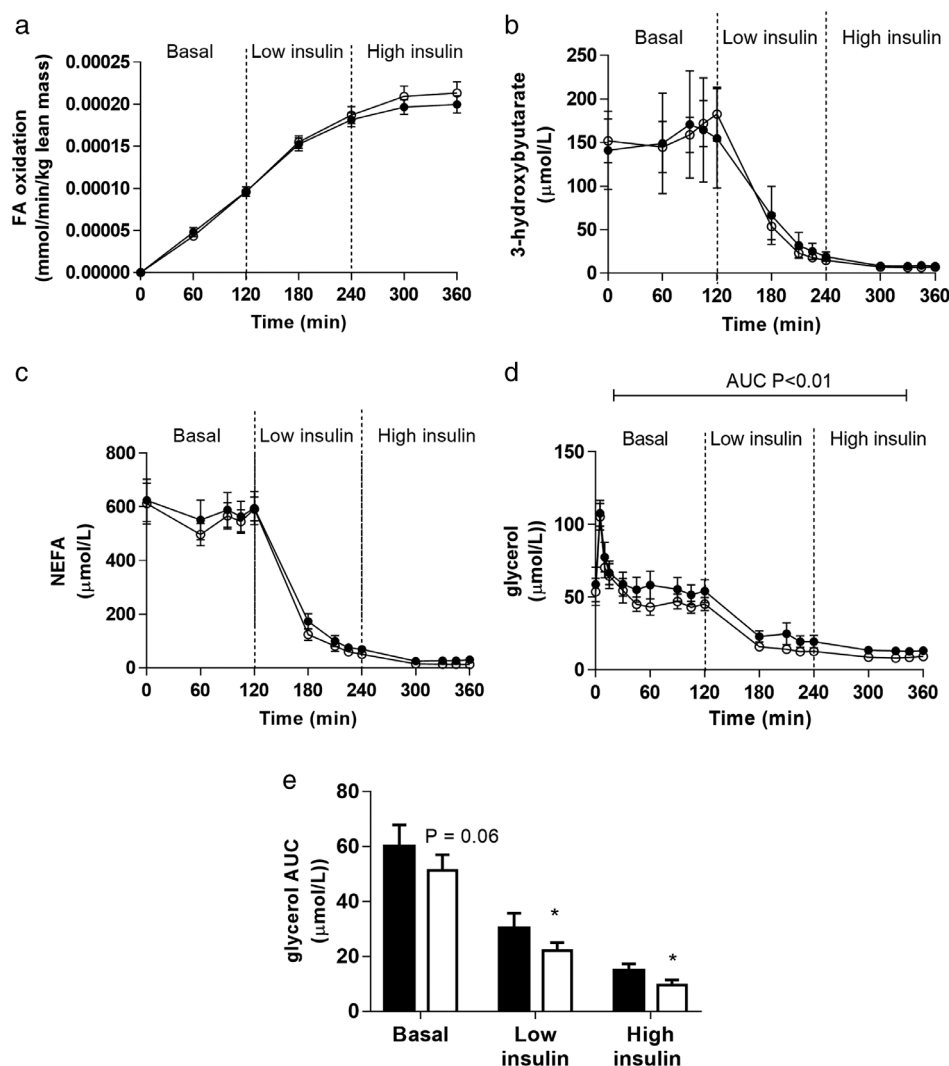 a
Basal
Low insulin
High insulin
0.00025
0.00020
0.00015
0.00010
0.00005
0.00000
FA oxidation
(mmol/min/kg lean mass)
0 60 120 180 240 300 360
Time (min)
b
Basal
Low insulin
High insulin
250
200
150
100
50
0
3-hydroxybutarate
(μmol/L)
0 60 120 180 240 300 360
Time (min)
c
Basal
Low insulin
High insulin
800
600
400
200
0
NEFA
(μmol/L)
0 60 120 180 240 300 360
Time (min)
d
AUC P<0.01
Basal
Low insulin
High insulin
150
100
50
0
glycerol
(μmol/L))
0 60 120 180 240 300 360
Time (min)
e
80
60
40
20
0
glycerol AUC
(μmol/L))
P = 0.06
*
*
Basal
Low
insulin
High
insulin